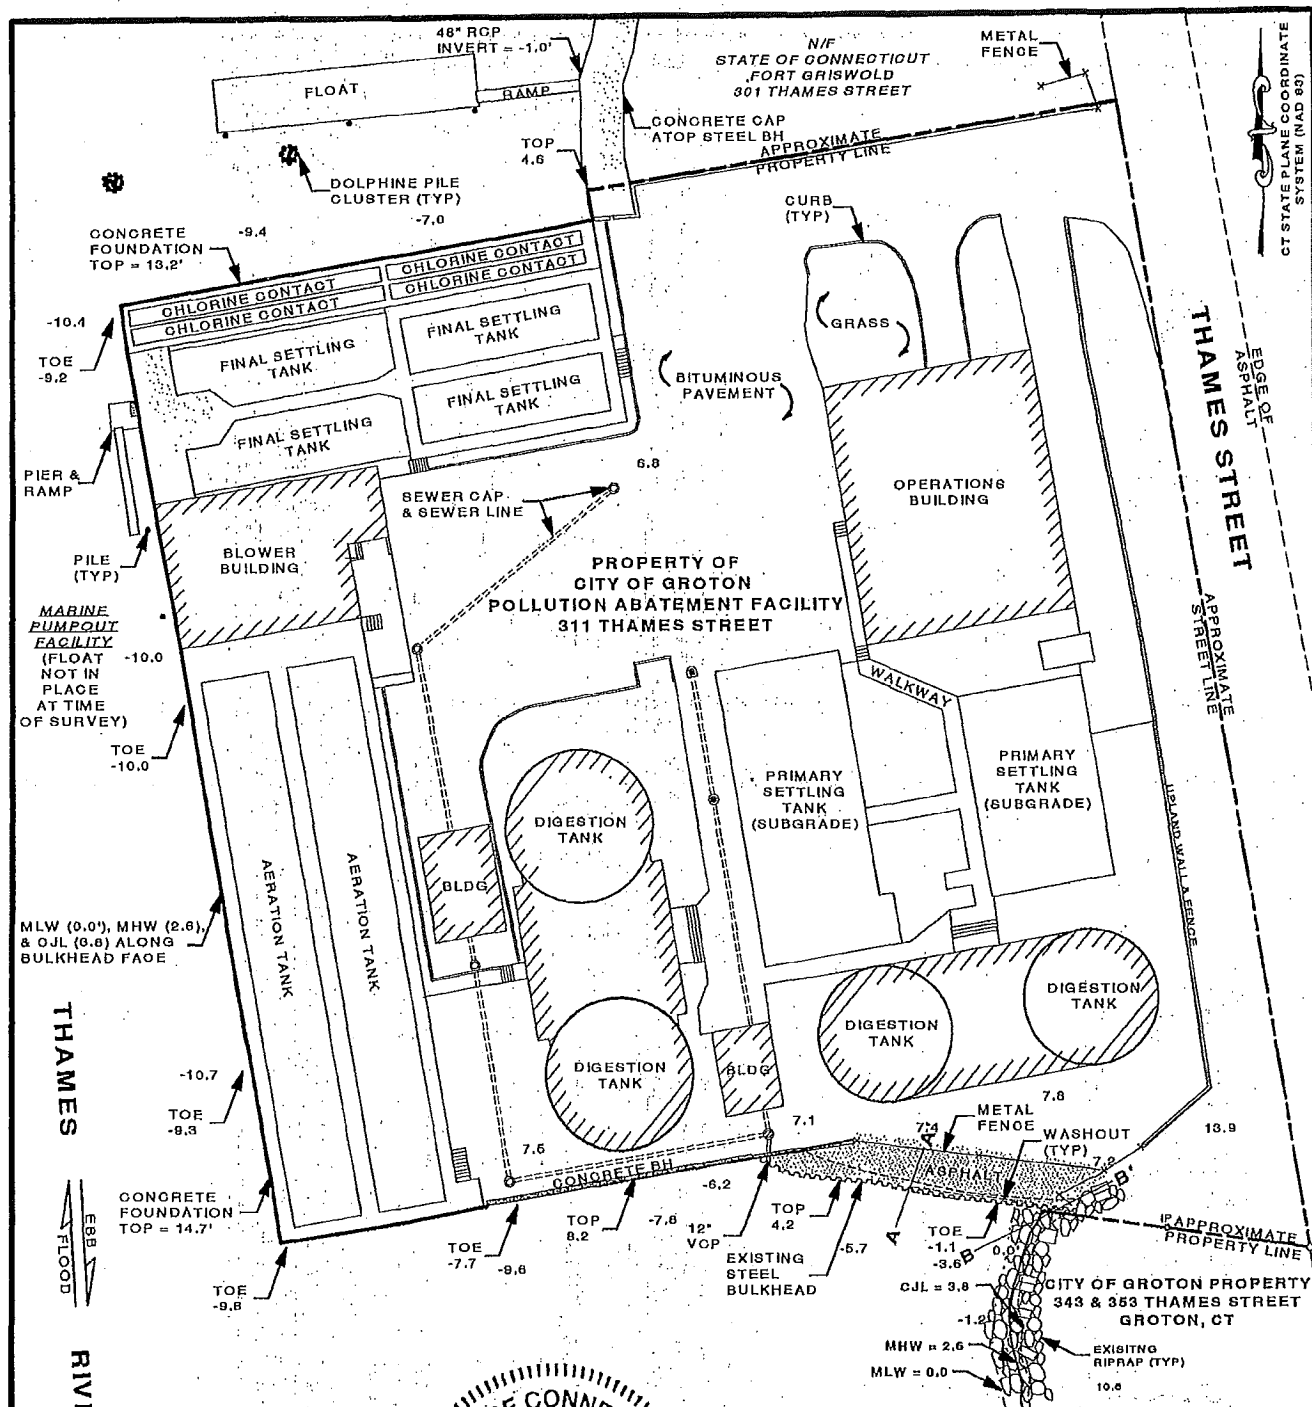 48" RCP
INVERT = -1.0'
FLOAT
RAMP
N/F
STATE OF CONNECTICUT
FORT GRISWOLD
301 THAMES STREET
METAL
FENCE
CT STATE PLANE COORDINATE
SYSTEM (NAD 83)
CONCRETE CAP
ATOP STEEL BH
APPROXIMATE
PROPERTY LINE
TOP
4.6
DOLPHINE PILE
CLUSTER (TYP)
-7.0
-9.4
CURB
(TYP)
CONCRETE
FOUNDATION
TOP = 13.2'
CHLORINE CONTACT
CHLORINE CONTACT
CHLORINE CONTACT
CHLORINE CONTACT
-10.4
TOE
-9.2
FINAL SETTLING
TANK
FINAL SETTLING
TANK
FINAL SETTLING
TANK
FINAL SETTLING
TANK
GRASS
BITUMINOUS
PAVEMENT
THAMES STREET
EDGE OF
ASPHALT
PIER &
RAMP
6.8
SEWER CAP
& SEWER LINE
OPERATIONS
BUILDING
PILE
(TYP)
BLOWER
BUILDING
PROPERTY OF
CITY OF GROTON
POLLUTION ABATEMENT FACILITY
311 THAMES STREET
APPROXIMATE
STREET LINE
MARINE
PUMPOUT
FACILITY
(FLOAT
NOT IN
PLACE
AT TIME
OF SURVEY)
-10.0
TOE
-10.0
WALKWAY
PRIMARY
SETTLING
TANK
(SUBGRADE)
PRIMARY
SETTLING
TANK
(SUBGRADE)
UPLAND WALL & FENCE
DIGESTION
TANK
BLDG
AERATION TANK
AERATION TANK
MLW (0.0'), MHW (2.6),
& CJL (3.8) ALONG
BULKHEAD FACE
DIGESTION
TANK
DIGESTION
TANK
DIGESTION
TANK
BLDG
THAMES
-10.7
TOE
-9.3
7.8
7.1
7.4
METAL
FENCE
WASHOUT
(TYP)
13.9
7.5
7.2
A'
ASPHALT
B'
CONCRETE BH
-6.2
CONCRETE
FOUNDATION
TOP = 14.7'
EBB
FLOOD
TOP
8.2
-7.8
12"
VCP
TOP
4.2
A
TOE
-1.1
-3.6
B
0.0
IP
APPROXIMATE
PROPERTY LINE
TOE
-7.7
-9.6
EXISTING
STEEL
BULKHEAD
-5.7
TOE
-9.8
CJL = 3.8
-1.2
CITY OF GROTON PROPERTY
343 & 353 THAMES STREET
GROTON, CT
MHW = 2.6
MLW = 0.0
EXISITNG
RIPRAP (TYP)
10.6
RIV
OF CONNE